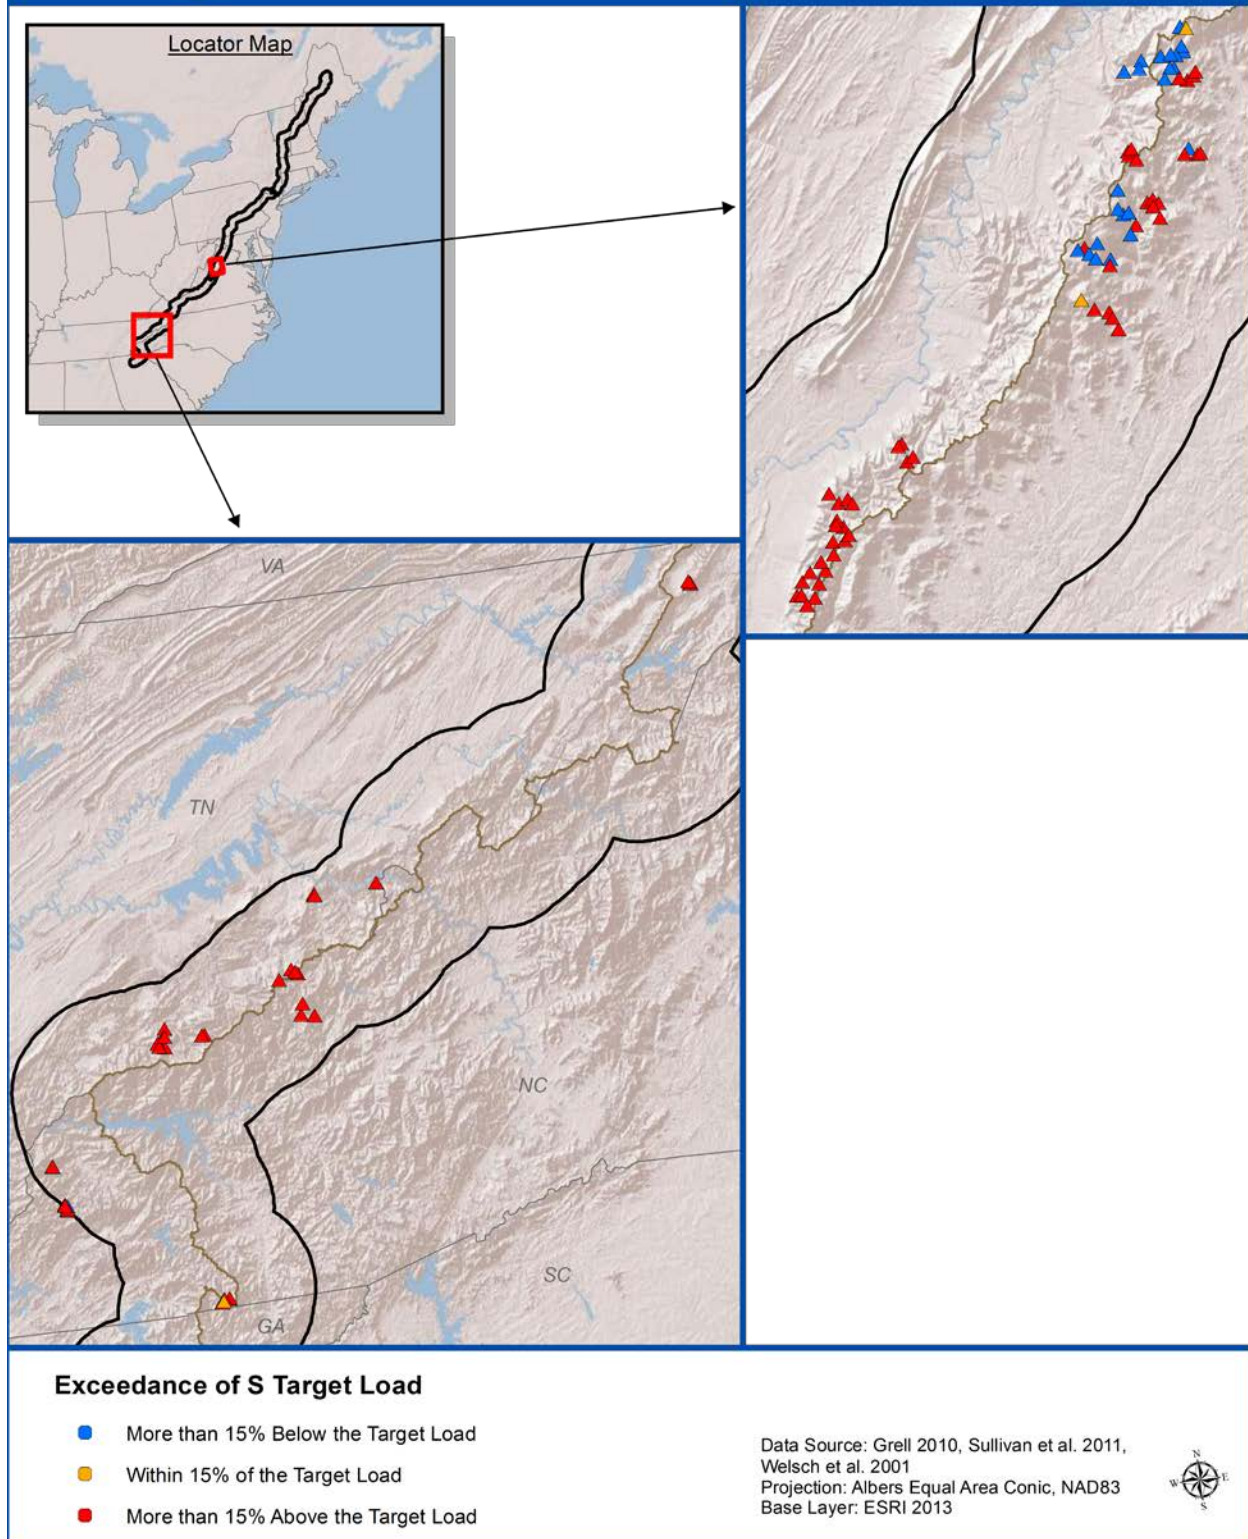 Locator Map
VA
TN
NC
SC
GA
Exceedance of S Target Load
More than 15% Below the Target Load
Within 15% of the Target Load
More than 15% Above the Target Load
Data Source: Grell 2010, Sullivan et al. 2011,
Welsch et al. 2001
Projection: Albers Equal Area Conic, NAD83
Base Layer: ESRI 2013
N
W E
S